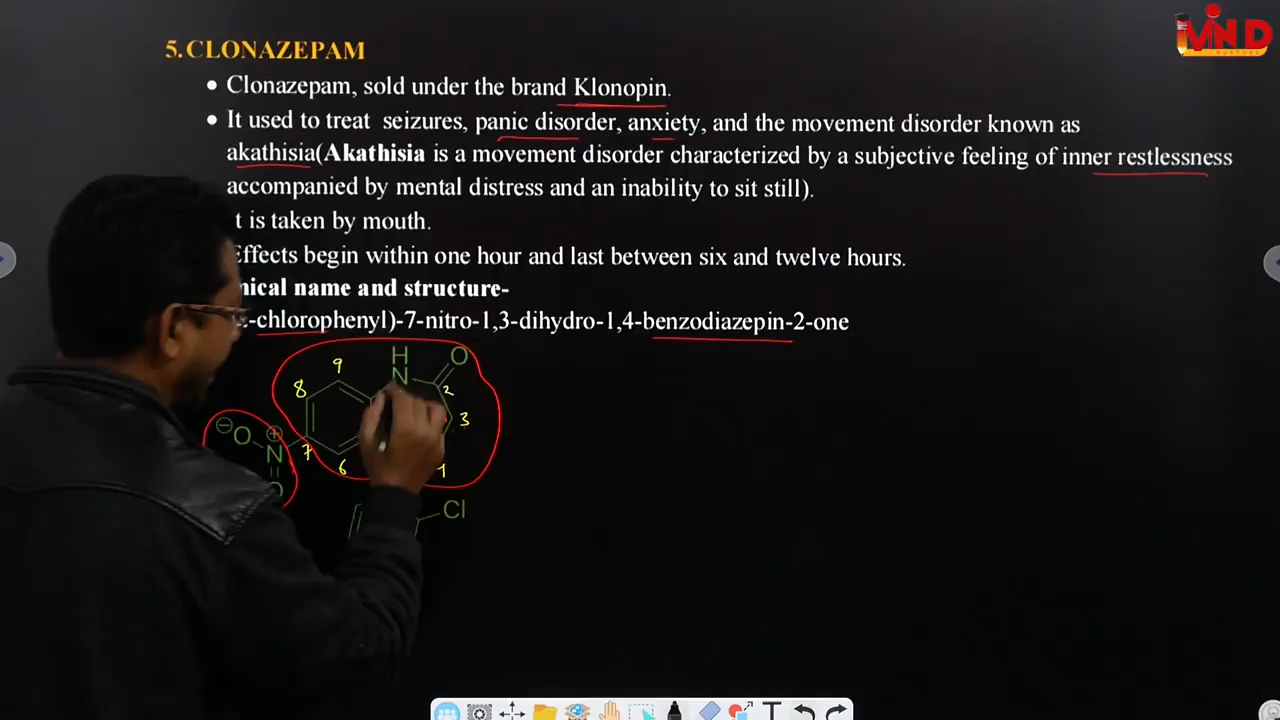 MIND
5.CLONAZEPAM
• Clonazepam, sold under the brand Klonopin.
• It used to treat seizures, panic disorder, anxiety, and the movement disorder known as
akathisia(Akathisia is a movement disorder characterized by a subjective feeling of inner restlessness
accompanied by mental distress and an inability to sit still).
t is taken by mouth.
Effects begin within one hour and last between six and twelve hours.
nical name and structure-
-chlorophenyl)-7-nitro-1,3-dihydro-1,4-benzodiazepin-2-one
H
O
N
9
8
2
3
⊖
O
⊕
N
7
6
O
Cl
T